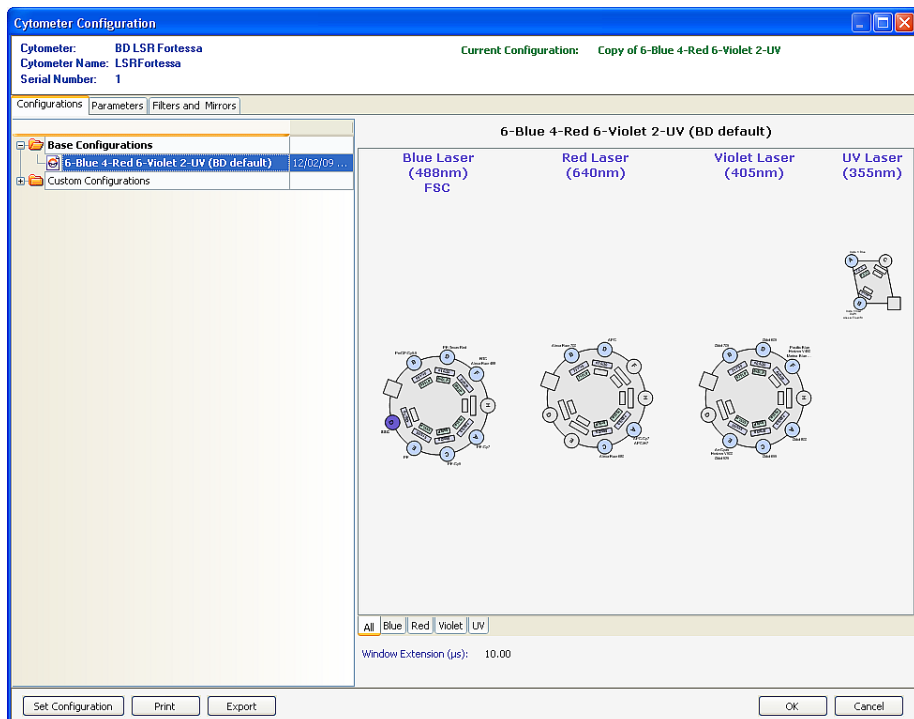 Cytometer Configuration
Cytometer: BD LSR Fortessa
Cytometer Name: LSRFortessa
Serial Number: 1
Current Configuration: Copy of 6-Blue 4-Red 6-Violet 2-UV
Configurations Parameters Filters and Mirrors
Base Configurations
6-Blue 4-Red 6-Violet 2-UV (BD default) 12/02/09 ...
Custom Configurations
6-Blue 4-Red 6-Violet 2-UV (BD default)
Blue Laser
(488nm)
FSC
Red Laser
(640nm)
Violet Laser
(405nm)
UV Laser
(355nm)
All Blue Red Violet UV
Window Extension (µs): 10.00
Set Configuration Print Export OK Cancel